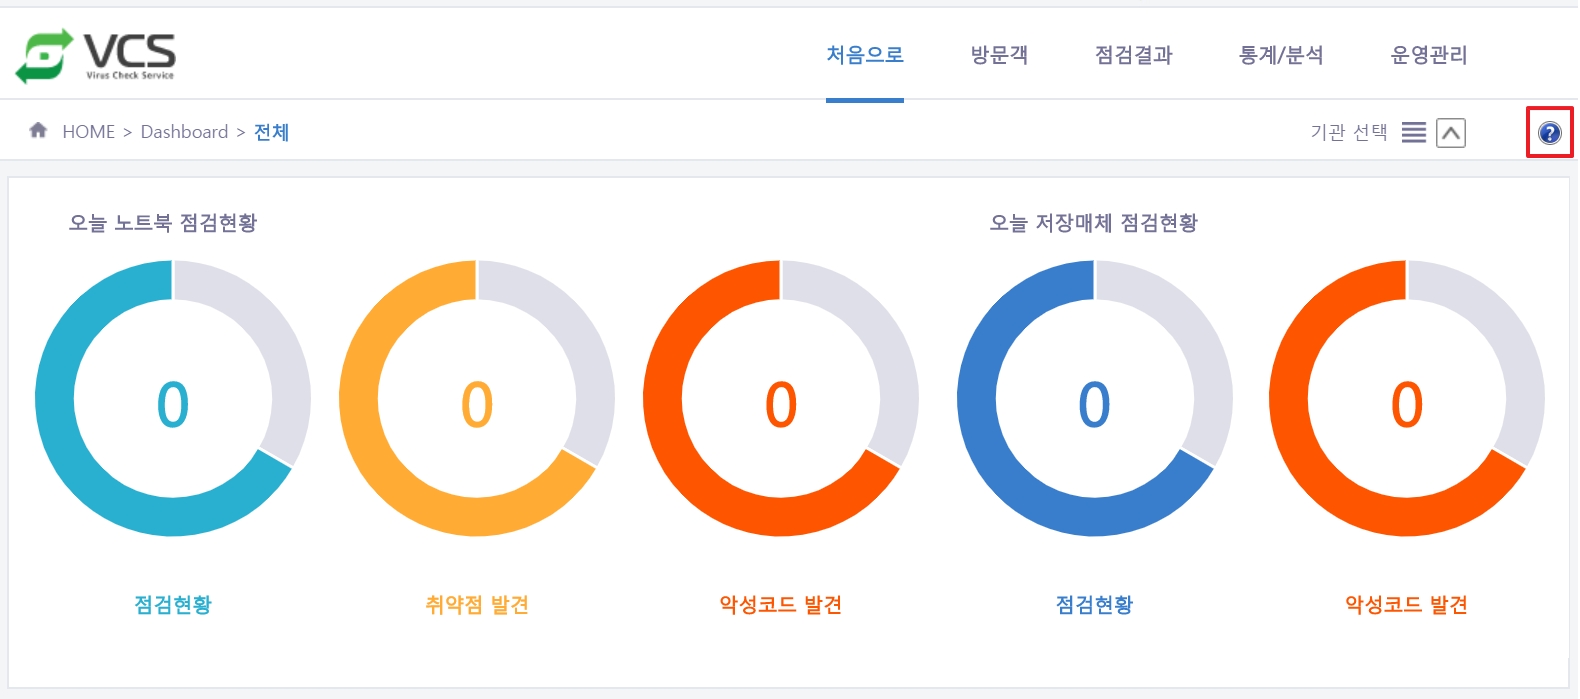 VCS
Virus Check Service
처음으로 방문객 점검결과 통계/분석 운영관리
HOME > Dashboard > 전체
기관 선택
?
오늘 노트북 점검현황
오늘 저장매체 점검현황
0 0 0 0 0
점검현황 취약점 발견 악성코드 발견 점검현황 악성코드 발견